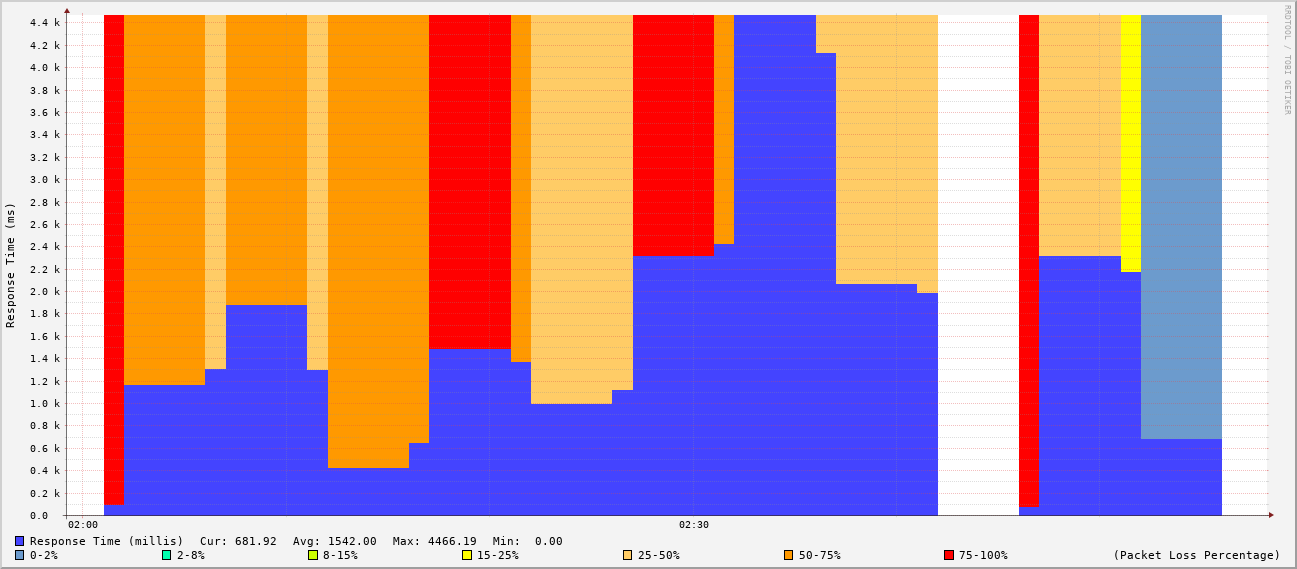 4.4 k
4.2 k
4.0 k
3.8 k
3.6 k
3.4 k
3.2 k
3.0 k
2.8 k
2.6 k
2.4 k
2.2 k
2.0 k
1.8 k
1.6 k
1.4 k
1.2 k
1.0 k
0.8 k
0.6 k
0.4 k
0.2 k
0.0
Response Time (ms)
RRDTOOL / TOBI OETIKER
02:00 02:30
Response Time (millis) Cur: 681.92 Avg: 1542.00 Max: 4466.19 Min: 0.00
0-2% 2-8% 8-15% 15-25% 25-50% 50-75% 75-100% (Packet Loss Percentage)